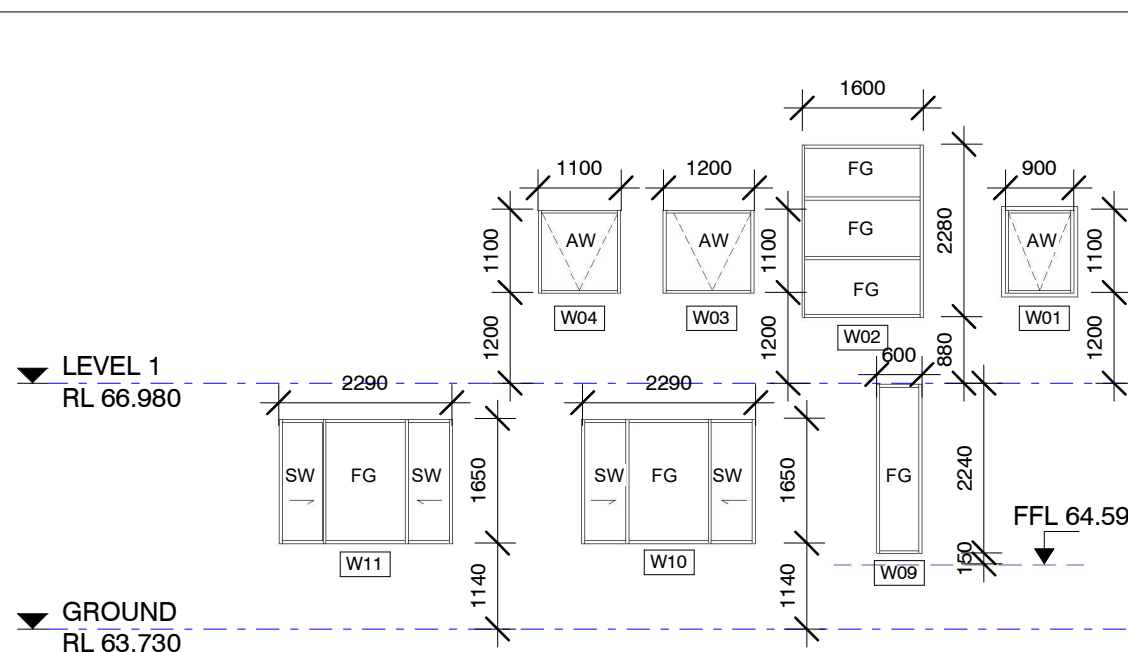 1600
1100
1200
900
FG
FG
FG
2280
AW
AW
AW
1100
1100
1100
W04
W03
W02
W01
1200
1200
880
1200
600
LEVEL 1
RL 66.980
2290
2290
SW
FG
SW
1650
SW
FG
SW
1650
FG
2240
FFL 64.59
150
W11
W10
W09
1140
1140
GROUND
RL 63.730